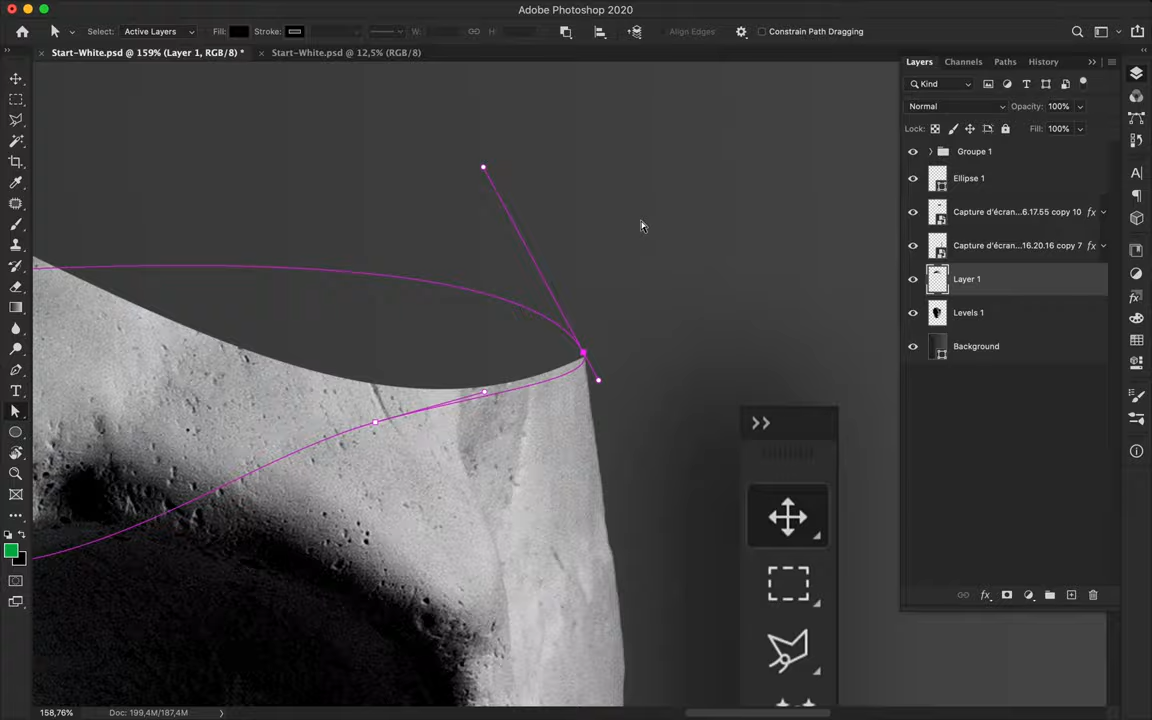 Adobe Photoshop 2020
Select: Active Layers Fill: Stroke: W: H: Align Edges Constrain Path Dragging
Start-White.psd @ 159% (Layer 1, RGB/8) * Start-White.psd @ 12,5% (RGB/8)
Layers Channels Paths History
Kind
Normal Opacity: 100%
Lock: Fill: 100%
Groupe 1
Ellipse 1
Capture d'écran...6.17.55 copy 10 fx
Capture d'écran...16.20.16 copy 7 fx
Layer 1
Levels 1
Background
158,76% Doc: 199,4M/187,4M